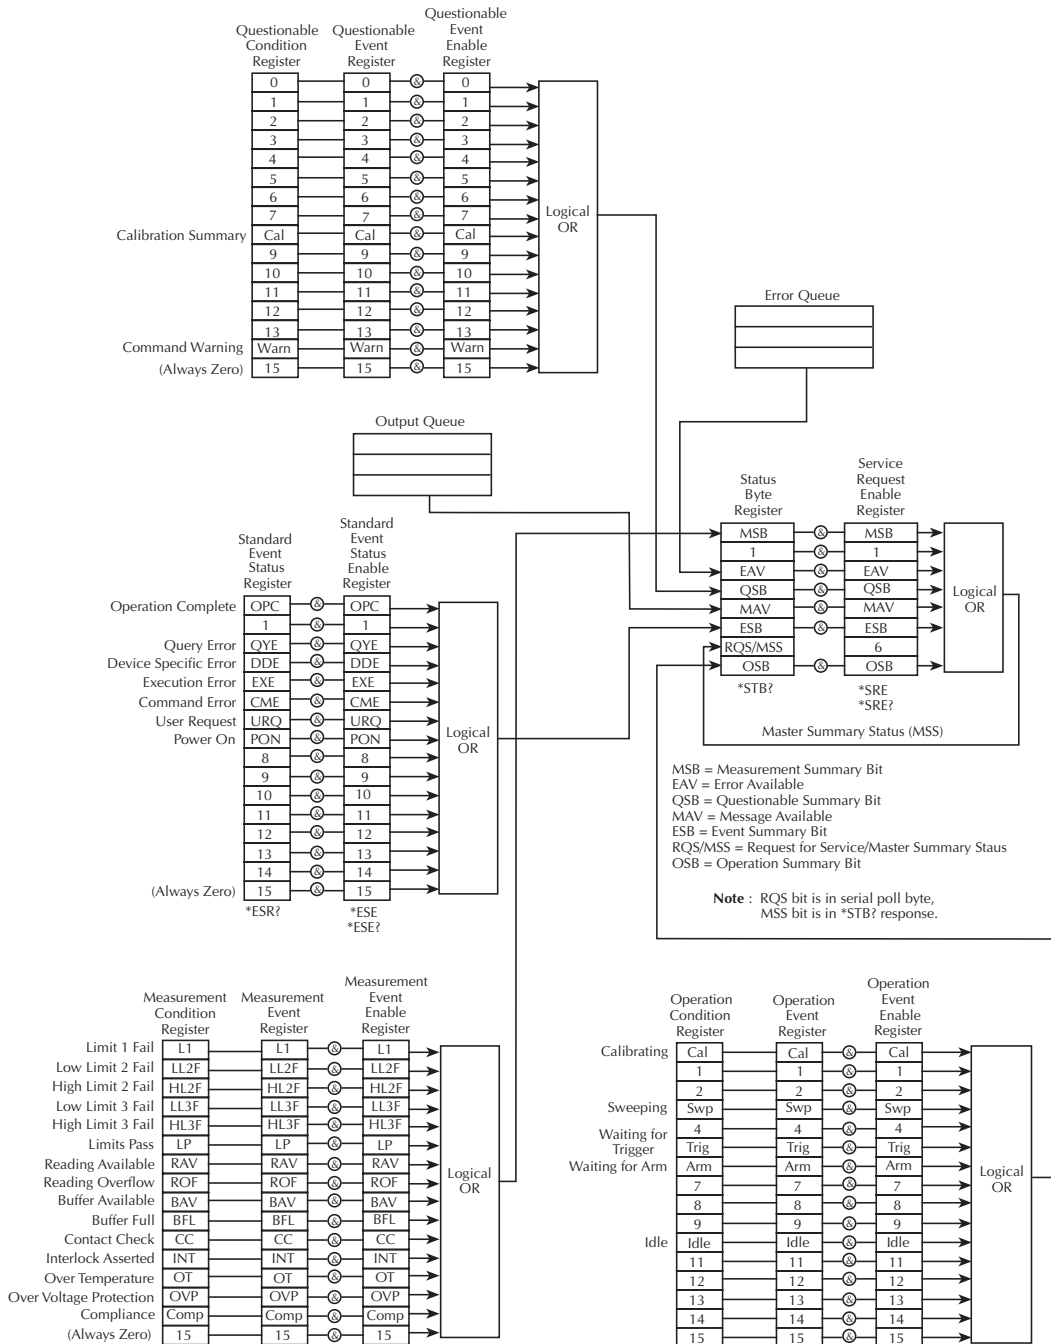 Questionable Condition Register
Questionable Event Register
Questionable Event Enable Register
0 & 0 & 0
1 1 & 1
2 2 & 2
3 3 & 3
4 4 & 4
5 5 & 5
6 6 & 6
7 7 & 7
Calibration Summary Cal Cal & Cal
9 9 & 9
10 10 & 10
11 11 & 11
12 12 & 12
13 13 & 13
Command Warning Warn Warn & Warn
(Always Zero) 15 15 & 15
Logical OR
Error Queue
Output Queue
Status Byte Register
Service Request Enable Register
MSB & MSB
1 & 1
EAV & EAV
QSB & QSB
MAV & MAV
ESB & ESB
RQS/MSS 6
OSB & OSB
*STB?
*SRE
*SRE?
Logical OR
Master Summary Status (MSS)
MSB = Measurement Summary Bit
EAV = Error Available
QSB = Questionable Summary Bit
MAV = Message Available
ESB = Event Summary Bit
RQS/MSS = Request for Service/Master Summary Staus
OSB = Operation Summary Bit
Note : RQS bit is in serial poll byte,
MSS bit is in *STB? response.
Standard Event Status Register
Standard Event Status Enable Register
Operation Complete OPC & OPC
1 & 1
Query Error QYE & QYE
Device Specific Error DDE & DDE
Execution Error EXE & EXE
Command Error CME & CME
User Request URQ & URQ
Power On PON & PON
8 & 8
9 & 9
10 & 10
11 & 11
12 & 12
13 & 13
14 & 14
(Always Zero) 15 & 15
*ESR?
*ESE
*ESE?
Logical OR
Measurement Condition Register
Measurement Event Register
Measurement Event Enable Register
Limit 1 Fail L1 L1 & L1
Low Limit 2 Fail LL2F LL2F & LL2F
High Limit 2 Fail HL2F HL2F & HL2F
Low Limit 3 Fail LL3F LL3F & LL3F
High Limit 3 Fail HL3F HL3F & HL3F
Limits Pass LP LP & LP
Reading Available RAV RAV & RAV
Reading Overflow ROF ROF & ROF
Buffer Available BAV BAV & BAV
Buffer Full BFL BFL & BFL
Contact Check CC CC & CC
Interlock Asserted INT INT & INT
Over Temperature OT OT & OT
Over Voltage Protection OVP OVP & OVP
Compliance Comp Comp & Comp
(Always Zero) 15 15 & 15
Logical OR
Operation Condition Register
Operation Event Register
Operation Event Enable Register
Calibrating Cal Cal & Cal
1 1 & 1
2 2 & 2
Sweeping Swp Swp & Swp
4 4 & 4
Waiting for Trigger Trig Trig & Trig
Waiting for Arm Arm Arm & Arm
7 7 & 7
8 8 & 8
9 9 & 9
Idle Idle Idle & Idle
11 11 & 11
12 12 & 12
13 13 & 13
14 14 & 14
15 15 & 15
Logical OR